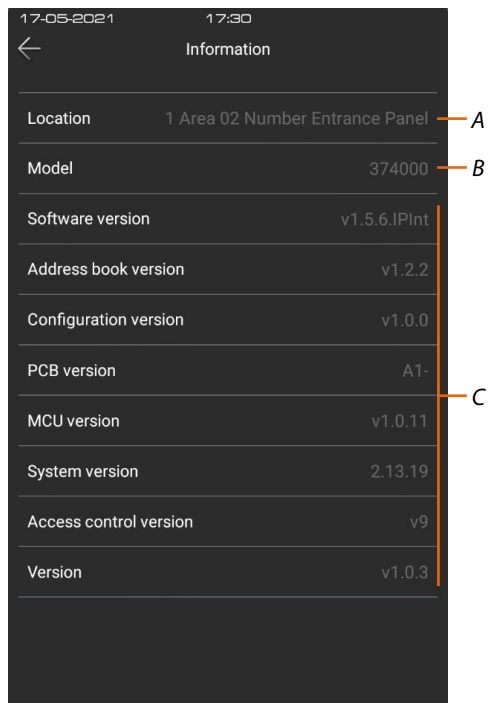 17-05-2021 17:30
Information
Location 1 Area 02 Number Entrance Panel A
Model 374000 B
Software version v1.5.6.IPInt
Address book version v1.2.2
Configuration version v1.0.0
PCB version A1-
C
MCU version v1.0.11
System version 2.13.19
Access control version v9
Version v1.0.3